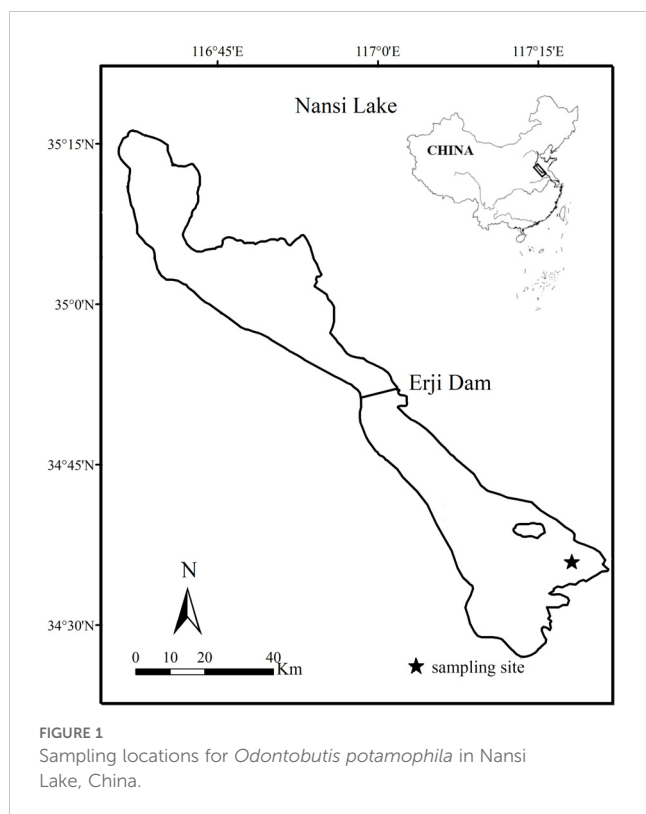 116°45'E 117°0'E 117°15'E
Nansi Lake
35°15'N
CHINA
35°0'N
Erji Dam
34°45'N
N
34°30'N
0 10 20 40
Km
★ sampling site
FIGURE 1
Sampling locations for Odontobutis potamophila in Nansi
Lake, China.